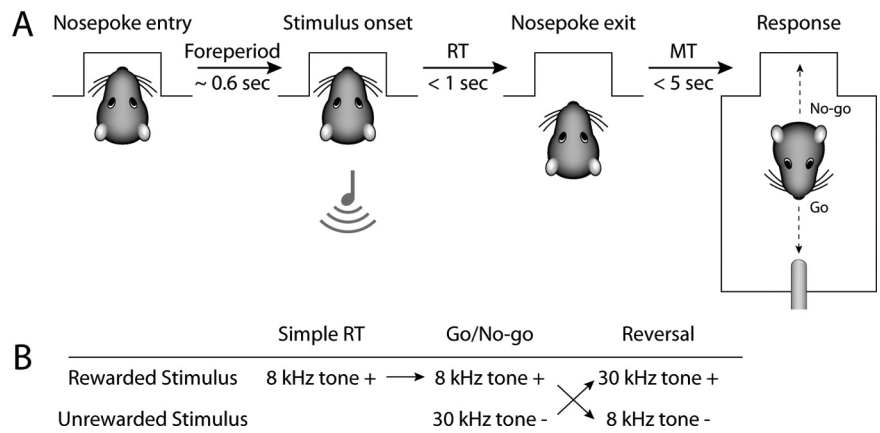 A
Nosepoke entry
Stimulus onset
Nosepoke exit
Response
Foreperiod
~ 0.6 sec
RT
< 1 sec
MT
< 5 sec
No-go
Go
B
Simple RT Go/No-go Reversal
Rewarded Stimulus 8 kHz tone + 8 kHz tone + 30 kHz tone +
Unrewarded Stimulus 30 kHz tone - 8 kHz tone -